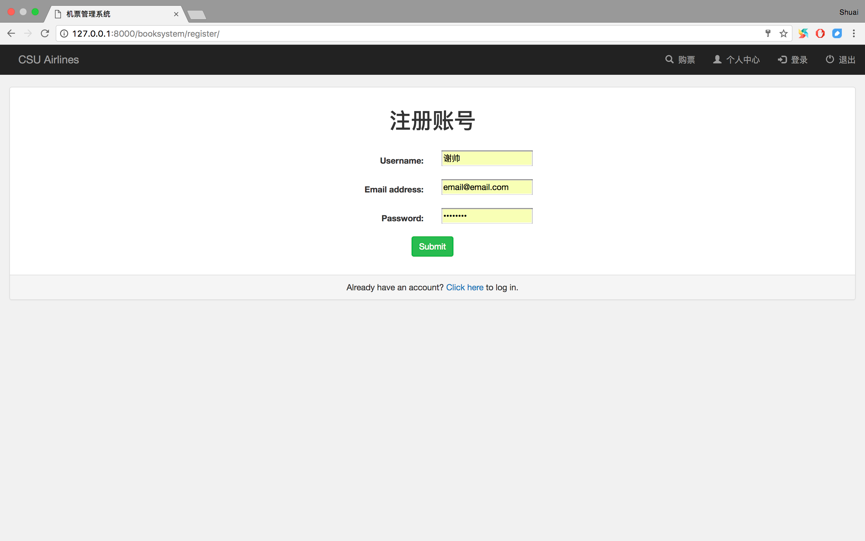 机票管理系统
Shuai
127.0.0.1:8000/booksystem/register/
CSU Airlines
购票
个人中心
登录
退出
注册账号
Username:
谢帅
Email address:
email@email.com
Password:
••••••••
Submit
Already have an account? Click here to log in.